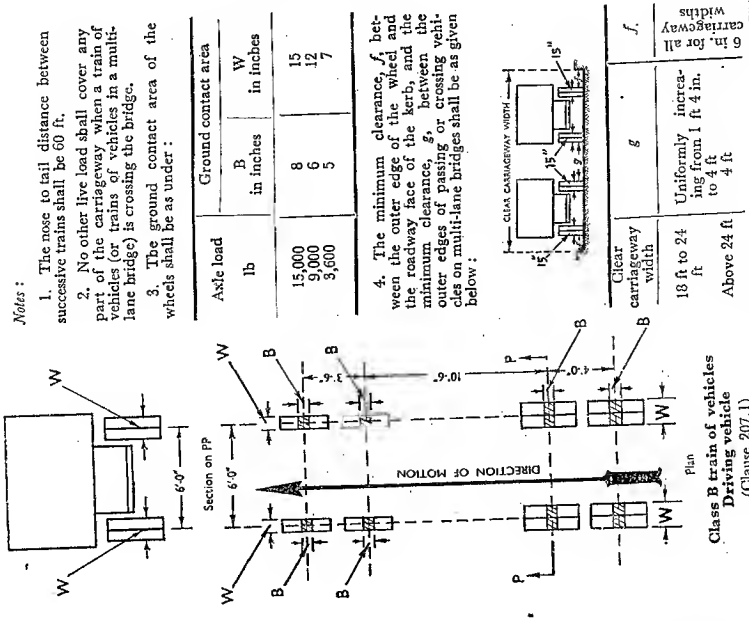 Notes :
1. The nose to tail distance between
successive trains shall be 60 ft.
2. No other live load shall cover any
part of the carriageway when a train of
vehicles (or trains of vehicles in a multi-
lane bridge) is crossing the bridge.
3. The ground contact area of the
wheels shall be as under :
Axle load
Ground contact area
lb
B
in inches
W
in inches
15,000 8 15
9,000 6 12
3,600 5 7
4. The minimum clearance, f, bet-
ween the outer edge of the wheel and
the roadway face of the kerb, and the
minimum clearance, g, between the
outer edges of passing or crossing vehi-
cles on multi-lane bridges shall be as given
below :
CLEAR CARRIAGEWAY WIDTH
15"
15"
g
15"
Clear
carriageway
width
g
f
18 ft to 24
ft
Uniformly increa-
ing from 1 ft 4 in.
to 4 ft
Above 24 ft
4 ft
6 in. for all
carriageway
widths
W
W
6'-0"
Section on PP
W
W
6'-0"
B
B
B
B
3'-6"
10'-6"
4'-0"
DIRECTION OF MOTION
P
P
B
B
W
W
Plan
Class B train of vehicles
Driving vehicle
(Clause 207.1)